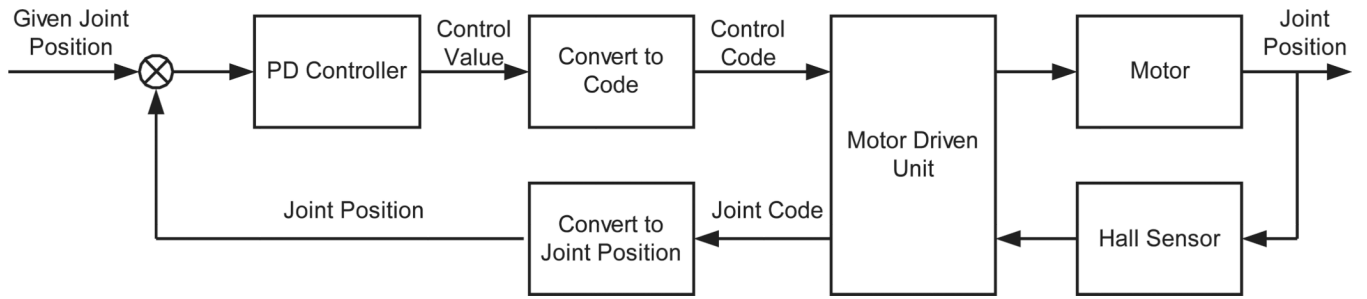 Given Joint
Position
PD Controller
Control
Value
Convert to
Code
Control
Code
Motor Driven
Unit
Motor
Joint
Position
Joint Position
Convert to
Joint Position
Joint Code
Hall Sensor